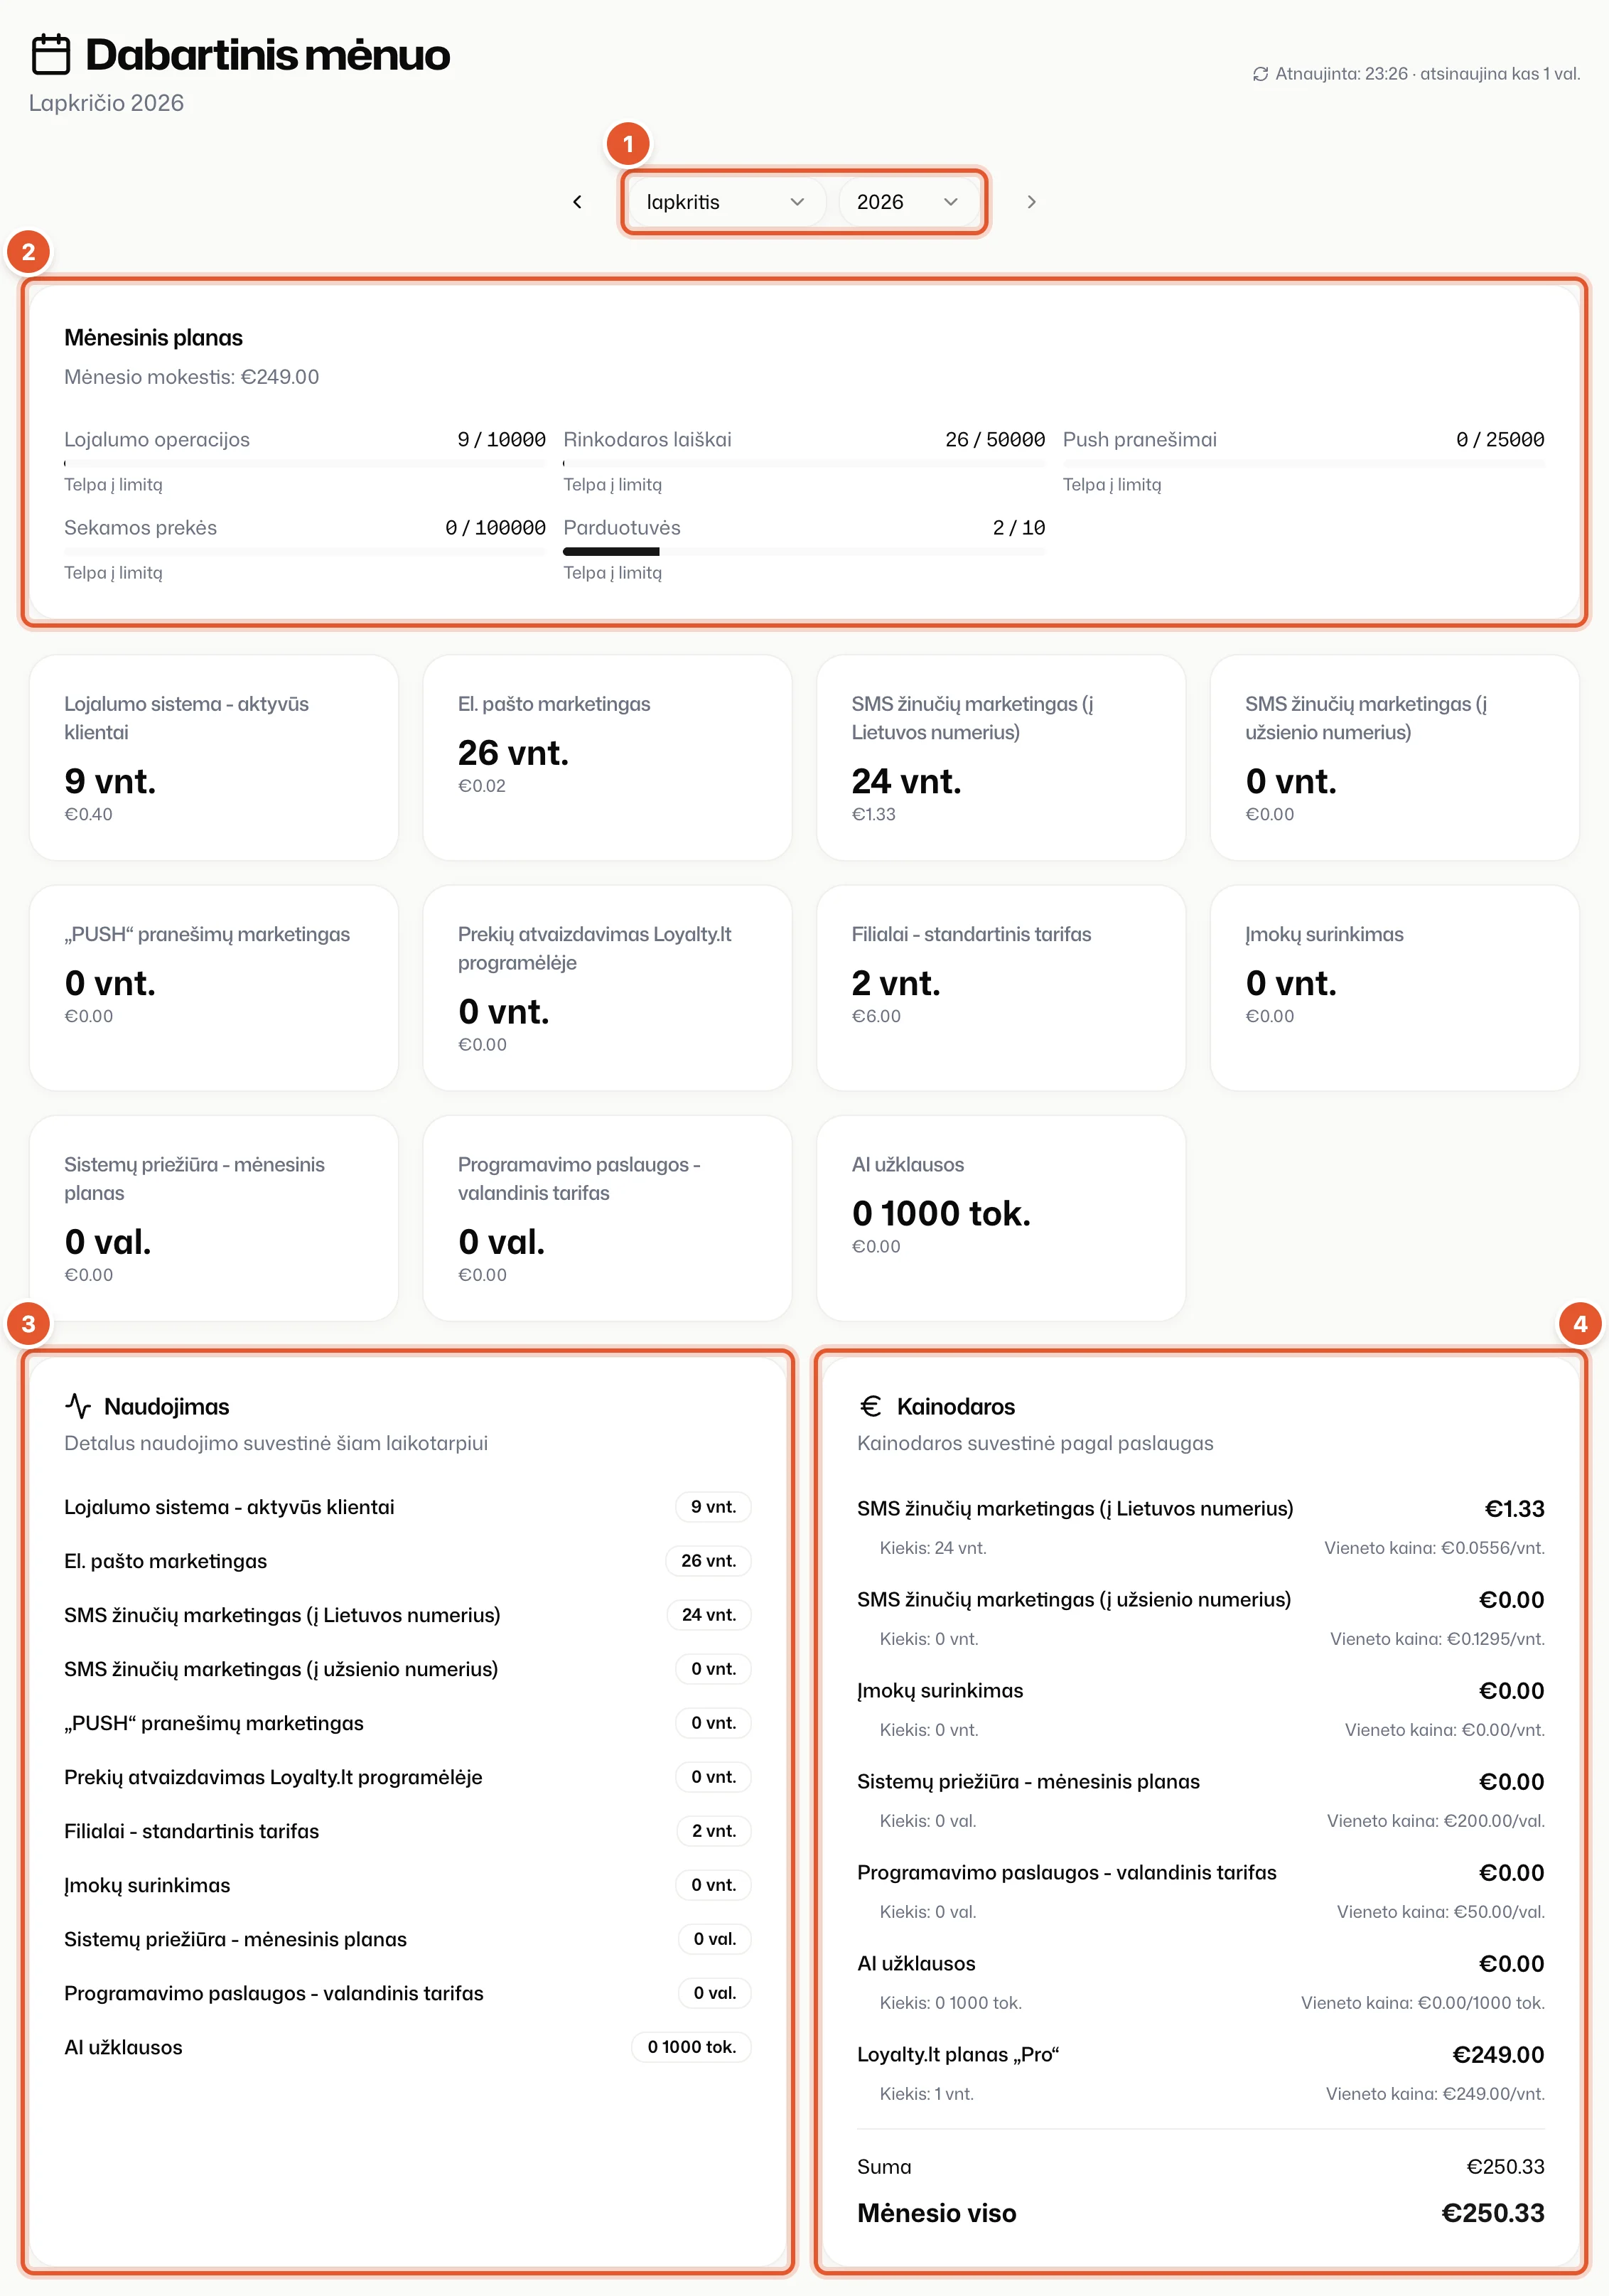 Dabartinis mėnuo
Lapkričio 2026
Atnaujinta: 23:26 · atsinaujina kas 1 val.
1
lapkritis
2026
2
Mėnesinis planas
Mėnesio mokestis: €249.00
Lojalumo operacijos 9 / 10000
Telpa į limitą
Rinkodaros laiškai 26 / 50000
Telpa į limitą
Push pranešimai 0 / 25000
Telpa į limitą
Sekamos prekės 0 / 100000
Telpa į limitą
Parduotuvės 2 / 10
Telpa į limitą
Lojalumo sistema - aktyvūs
klientai
9 vnt.
€0.40
El. pašto marketingas
26 vnt.
€0.02
SMS žinučių marketingas (į
Lietuvos numerius)
24 vnt.
€1.33
SMS žinučių marketingas (į
užsienio numerius)
0 vnt.
€0.00
„PUSH“ pranešimų marketingas
0 vnt.
€0.00
Prekių atvaizdavimas Loyalty.lt
programėlėje
0 vnt.
€0.00
Filialai - standartinis tarifas
2 vnt.
€6.00
Įmokų surinkimas
0 vnt.
€0.00
Sistemų priežiūra - mėnesinis
planas
0 val.
€0.00
Programavimo paslaugos -
valandinis tarifas
0 val.
€0.00
AI užklausos
0 1000 tok.
€0.00
3
Naudojimas
Detalus naudojimo suvestinė šiam laikotarpiui
Lojalumo sistema - aktyvūs klientai 9 vnt.
El. pašto marketingas 26 vnt.
SMS žinučių marketingas (į Lietuvos numerius) 24 vnt.
SMS žinučių marketingas (į užsienio numerius) 0 vnt.
„PUSH“ pranešimų marketingas 0 vnt.
Prekių atvaizdavimas Loyalty.lt programėlėje 0 vnt.
Filialai - standartinis tarifas 2 vnt.
Įmokų surinkimas 0 vnt.
Sistemų priežiūra - mėnesinis planas 0 val.
Programavimo paslaugos - valandinis tarifas 0 val.
AI užklausos 0 1000 tok.
4
Kainodaros
Kainodaros suvestinė pagal paslaugas
SMS žinučių marketingas (į Lietuvos numerius) €1.33
Kiekis: 24 vnt. Vieneto kaina: €0.0556/vnt.
SMS žinučių marketingas (į užsienio numerius) €0.00
Kiekis: 0 vnt. Vieneto kaina: €0.1295/vnt.
Įmokų surinkimas €0.00
Kiekis: 0 vnt. Vieneto kaina: €0.00/vnt.
Sistemų priežiūra - mėnesinis planas €0.00
Kiekis: 0 val. Vieneto kaina: €200.00/val.
Programavimo paslaugos - valandinis tarifas €0.00
Kiekis: 0 val. Vieneto kaina: €50.00/val.
AI užklausos €0.00
Kiekis: 0 1000 tok. Vieneto kaina: €0.00/1000 tok.
Loyalty.lt planas „Pro“ €249.00
Kiekis: 1 vnt. Vieneto kaina: €249.00/vnt.
Suma €250.33
Mėnesio viso €250.33